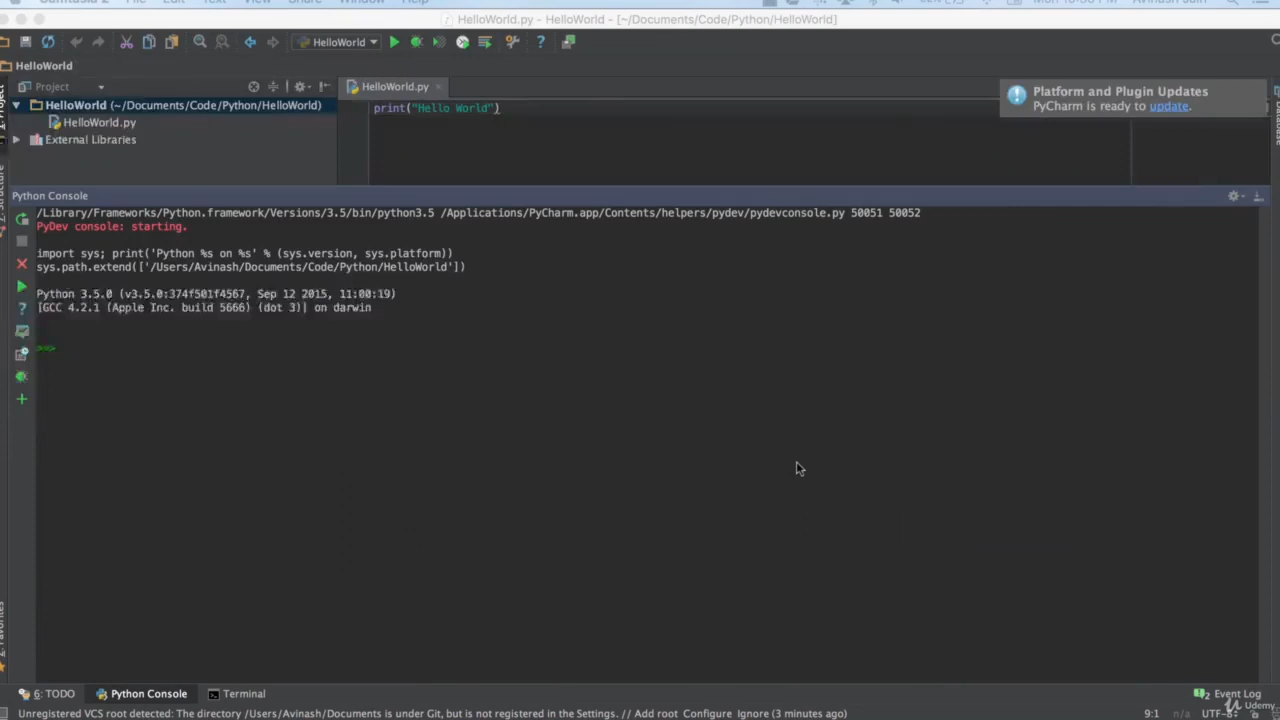 HelloWorld.py - HelloWorld - [~/Documents/Code/Python/HelloWorld]
HelloWorld
HelloWorld
Project
HelloWorld.py
Platform and Plugin Updates
PyCharm is ready to update.
HelloWorld (~/Documents/Code/Python/HelloWorld)
print("Hello World")
HelloWorld.py
External Libraries
Python Console
/Library/Frameworks/Python.framework/Versions/3.5/bin/python3.5 /Applications/PyCharm.app/Contents/helpers/pydev/pydevconsole.py 50051 50052
PyDev console: starting.
import sys; print('Python %s on %s' % (sys.version, sys.platform))
sys.path.extend(['/Users/Avinash/Documents/Code/Python/HelloWorld'])
Python 3.5.0 (v3.5.0:374f501f4567, Sep 12 2015, 11:00:19)
[GCC 4.2.1 (Apple Inc. build 5666) (dot 3)] on darwin
>>>
6: TODO
Python Console
Terminal
2 Event Log
Unregistered VCS root detected: The directory /Users/Avinash/Documents is under Git, but is not registered in the Settings. // Add root Configure Ignore (3 minutes ago)
9:1 n/a UTF-8
Udemy